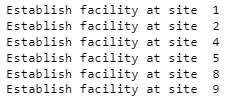 Establish facility at site  1
Establish facility at site  2
Establish facility at site  4
Establish facility at site  5
Establish facility at site  8
Establish facility at site  9